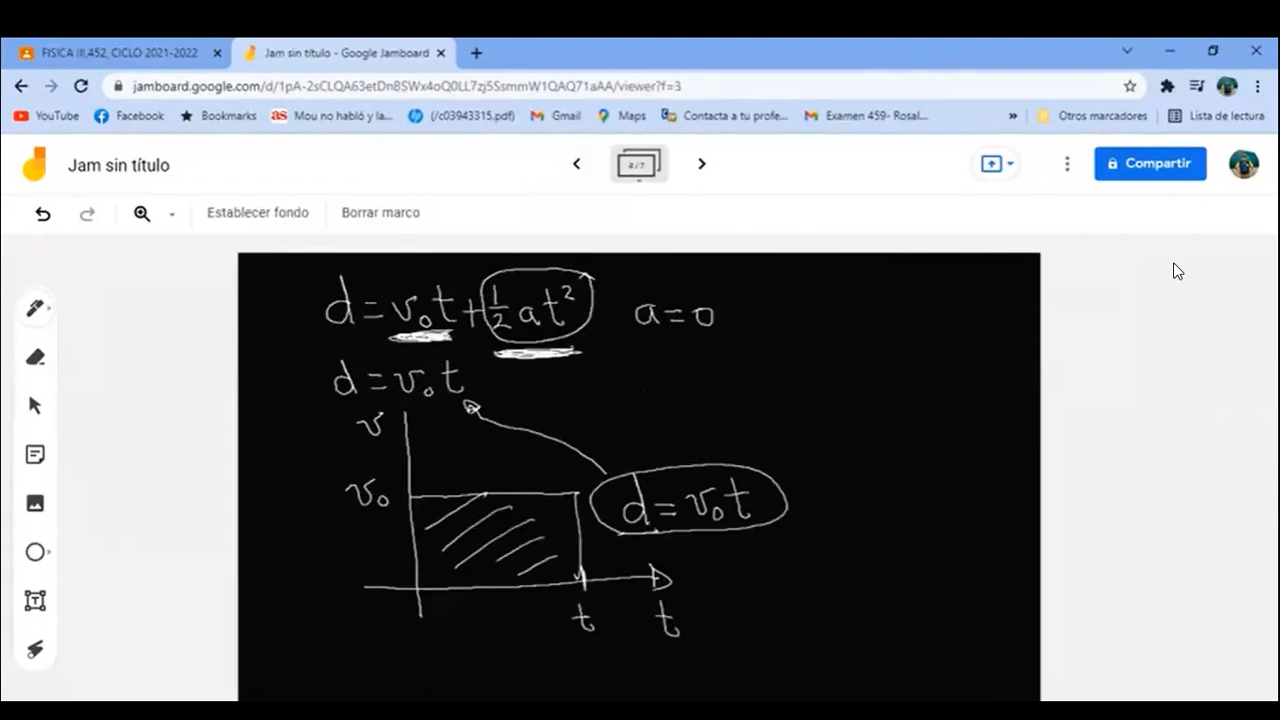 FISICA III,452, CICLO 2021-2022
Jam sin título - Google Jamboard
jamboard.google.com/d/1pA-2sCLQA63etDnBSWx4oQ0LL7zj5SsmmW1QAQ71aAA/viewer?f=3
YouTube Facebook Bookmarks Mou no habló y la... (/c03943315.pdf) Gmail Maps Contacta a tu profe... Examen 459- Rosal... » Otros marcadores Lista de lectura
Jam sin título
Compartir
Establecer fondo Borrar marco
d = v₀t + ½at² a = 0
d = v₀t
v
v₀ d = v₀t
t t